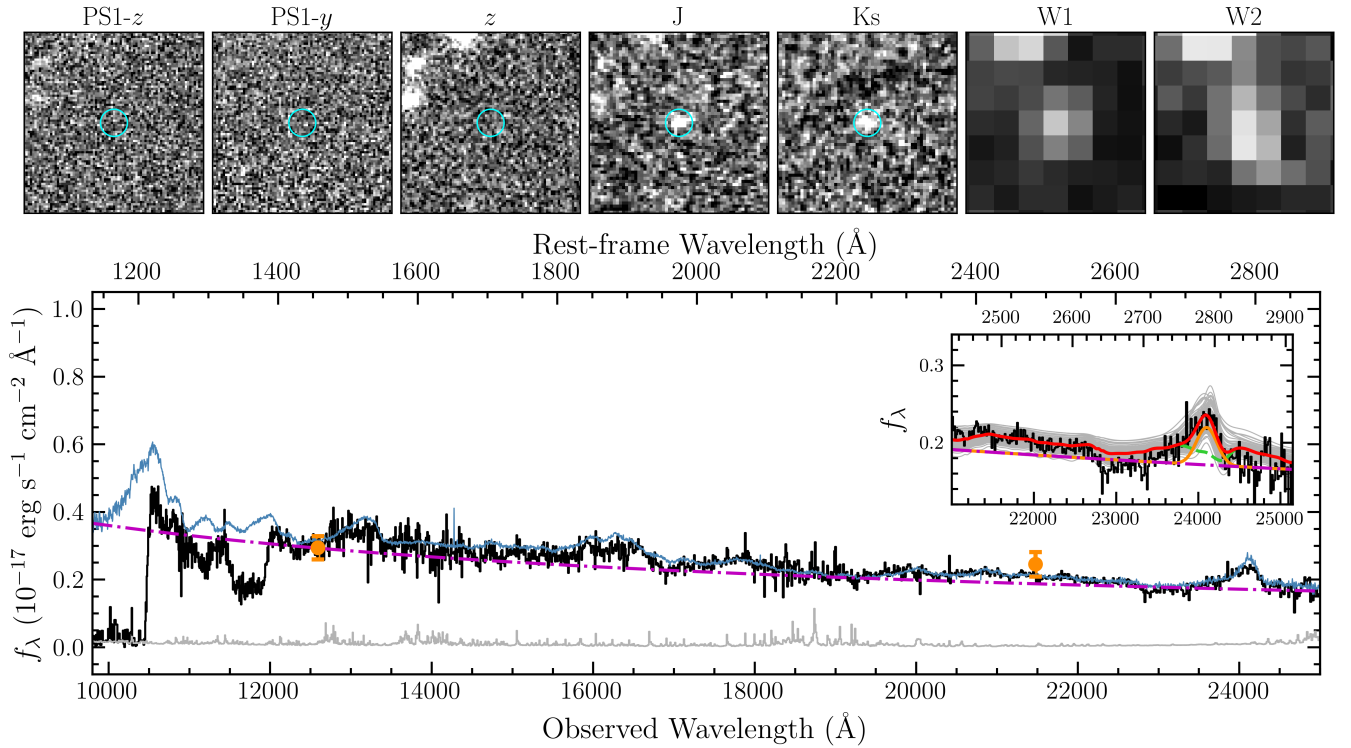 PS1-z PS1-y z J Ks W1 W2
Rest-frame Wavelength (Å)
1200 1400 1600 1800 2000 2200 2400 2600 2800
1.0
0.8
0.6
0.4
0.2
0.0
fλ (10⁻¹⁷ erg s⁻¹ cm⁻² Å⁻¹)
2500 2600 2700 2800 2900
0.3
0.2
fλ
22000 23000 24000 25000
10000 12000 14000 16000 18000 20000 22000 24000
Observed Wavelength (Å)